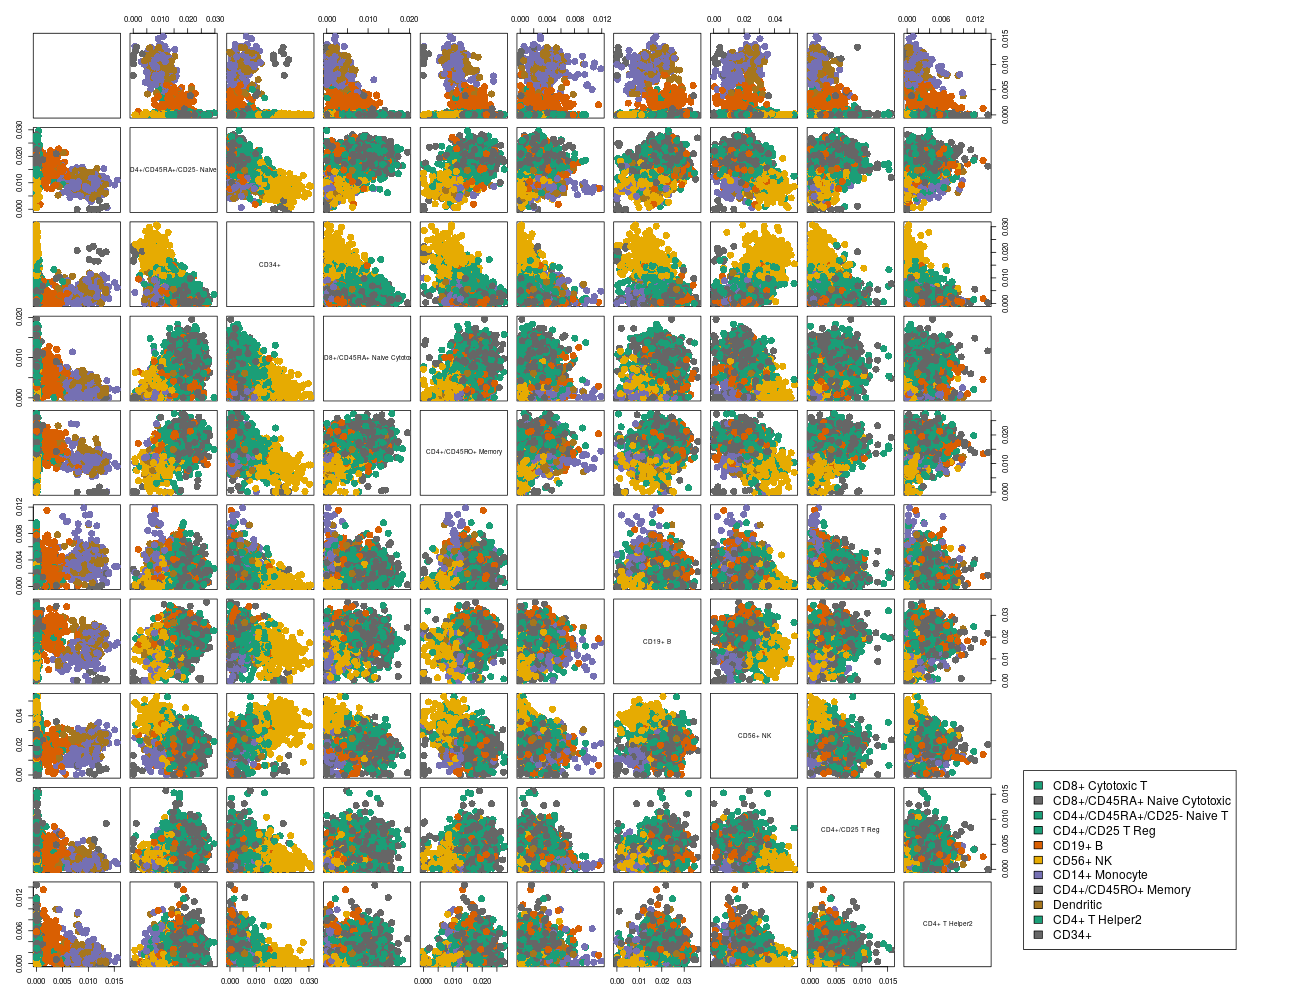 0.000 0.010 0.020 0.030
0.000 0.010 0.020
0.000 0.004 0.008 0.012
0.00 0.02 0.04
0.000 0.006 0.012
0.000 0.005 0.010 0.015
0.000 0.010 0.020 0.030
D4+/CD45RA+/CD25- Naive
CD34+
0.000 0.010 0.020 0.030
0.000 0.010 0.020
D8+/CD45RA+ Naive Cytoto
CD4+/CD45RO+ Memory
0.000 0.010 0.020
0.000 0.004 0.008 0.012
CD19+ B
0.00 0.01 0.02 0.03
0.00 0.02 0.04
CD56+ NK
CD4+/CD25 T Reg
0.000 0.005 0.010 0.015
0.000 0.006 0.012
CD4+ T Helper2
0.000 0.005 0.010 0.015
0.000 0.010 0.020 0.030
0.000 0.010 0.020
0.00 0.01 0.02 0.03
0.000 0.005 0.010 0.015
CD8+ Cytotoxic T
CD8+/CD45RA+ Naive Cytotoxic
CD4+/CD45RA+/CD25- Naive T
CD4+/CD25 T Reg
CD19+ B
CD56+ NK
CD14+ Monocyte
CD4+/CD45RO+ Memory
Dendritic
CD4+ T Helper2
CD34+